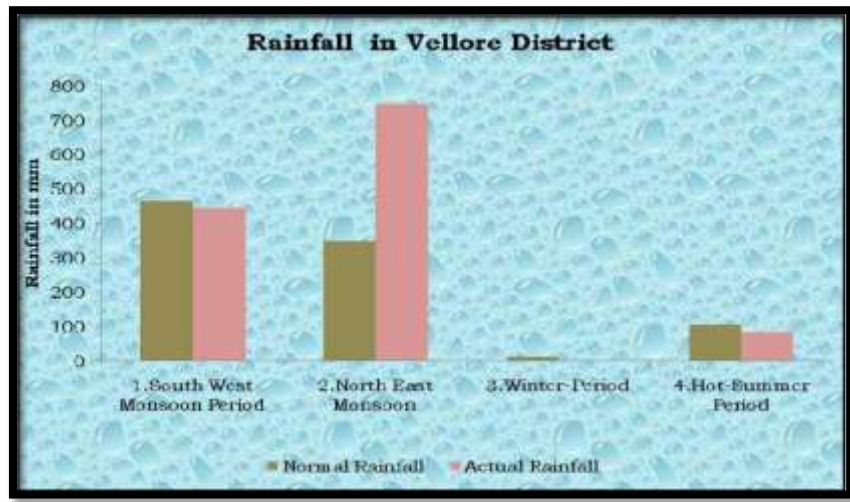 Rainfall in Vellore District
Rainfall in mm
800
700
600
500
400
300
200
100
0
1.South West
Monsoon Period
2.North East
Monsoon
3.Winter-Period
4.Hot-Summer
Period
Normal Rainfall
Actual Rainfall